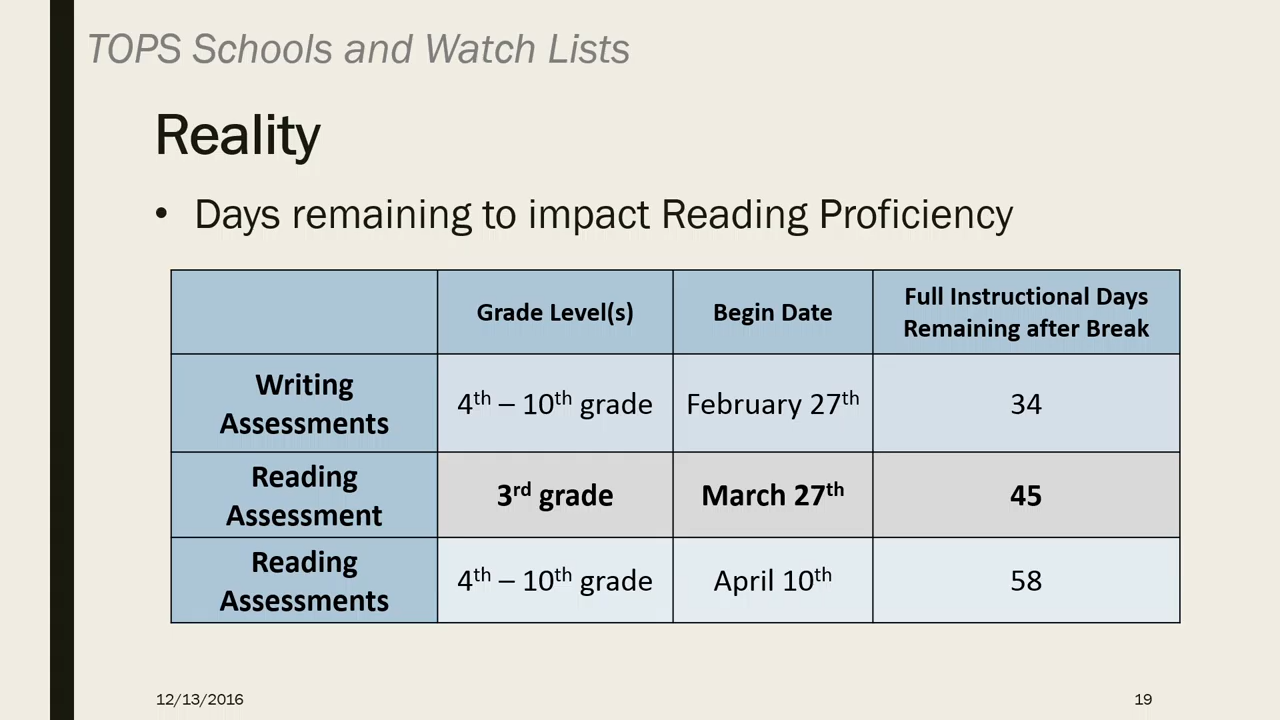 TOPS Schools and Watch Lists
Reality
• Days remaining to impact Reading Proficiency
Grade Level(s)
Begin Date
Full Instructional Days
Remaining after Break
Writing
Assessments
4th – 10th grade
February 27th
34
Reading
Assessment
3rd grade
March 27th
45
Reading
Assessments
4th – 10th grade
April 10th
58
12/13/2016
19